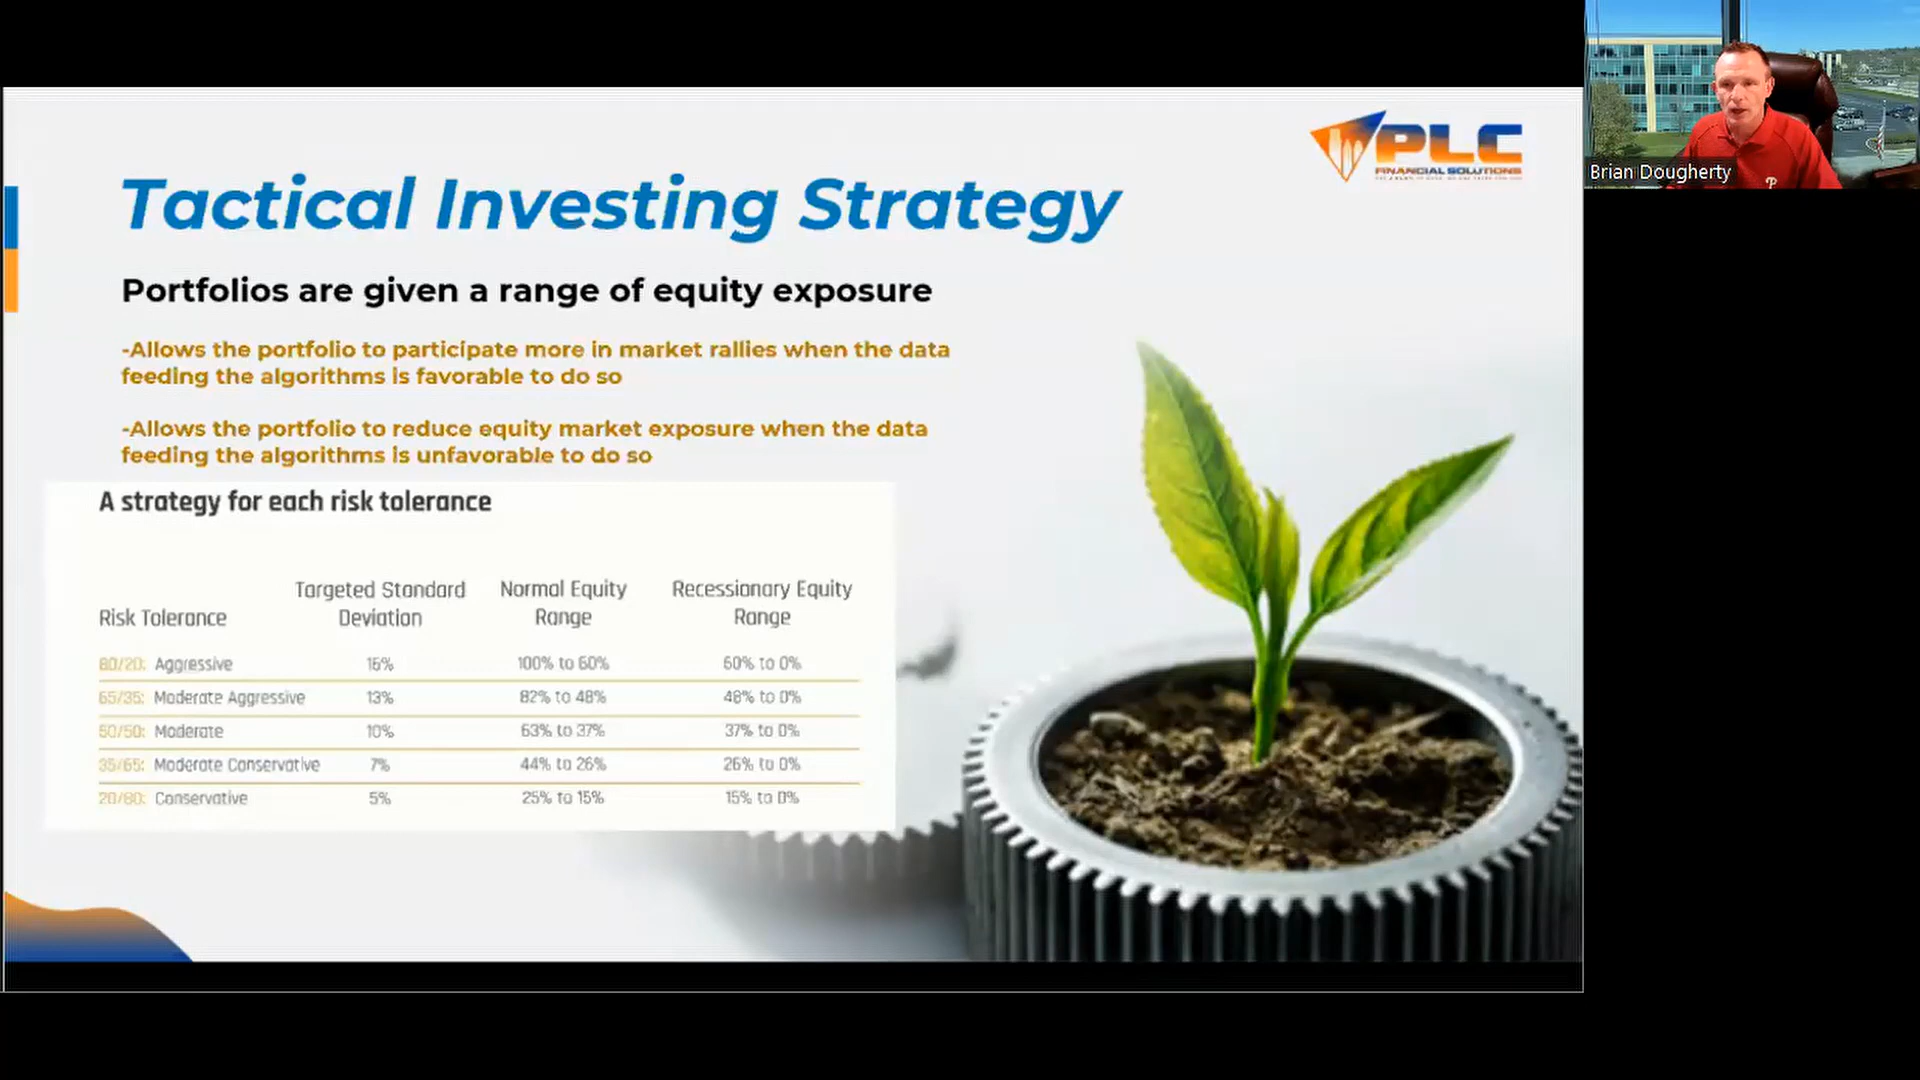 PLC
FINANCIAL SOLUTIONS
Brian Dougherty
Tactical Investing Strategy
Portfolios are given a range of equity exposure
-Allows the portfolio to participate more in market rallies when the data
feeding the algorithms is favorable to do so
-Allows the portfolio to reduce equity market exposure when the data
feeding the algorithms is unfavorable to do so
A strategy for each risk tolerance
Risk Tolerance Targeted Standard Deviation Normal Equity Range Recessionary Equity Range
80/20: Aggressive 16% 100% to 60% 60% to 0%
65/35: Moderate Aggressive 13% 82% to 48% 48% to 0%
50/50: Moderate 10% 63% to 37% 37% to 0%
35/65: Moderate Conservative 7% 44% to 26% 26% to 0%
20/80: Conservative 5% 25% to 15% 15% to 0%